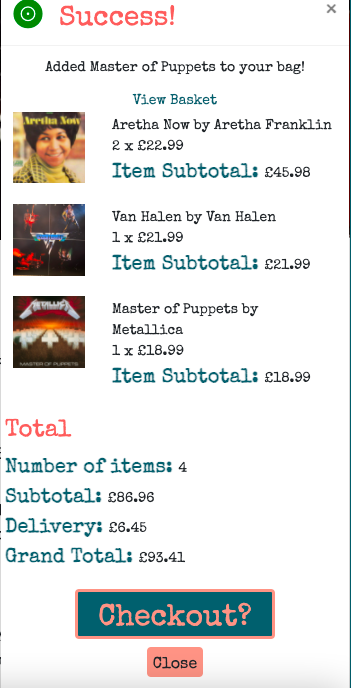 Success!
×
Added Master of Puppets to your bag!
View Basket
Aretha Now
Aretha Now by Aretha Franklin
2 x £22.99
Item Subtotal: £45.98
Van Halen by Van Halen
1 x £21.99
Item Subtotal: £21.99
METALLICA
MASTER OF PUPPETS
Master of Puppets by
Metallica
1 x £18.99
Item Subtotal: £18.99
Total
Number of items: 4
Subtotal: £86.96
Delivery: £6.45
Grand Total: £93.41
Checkout?
Close